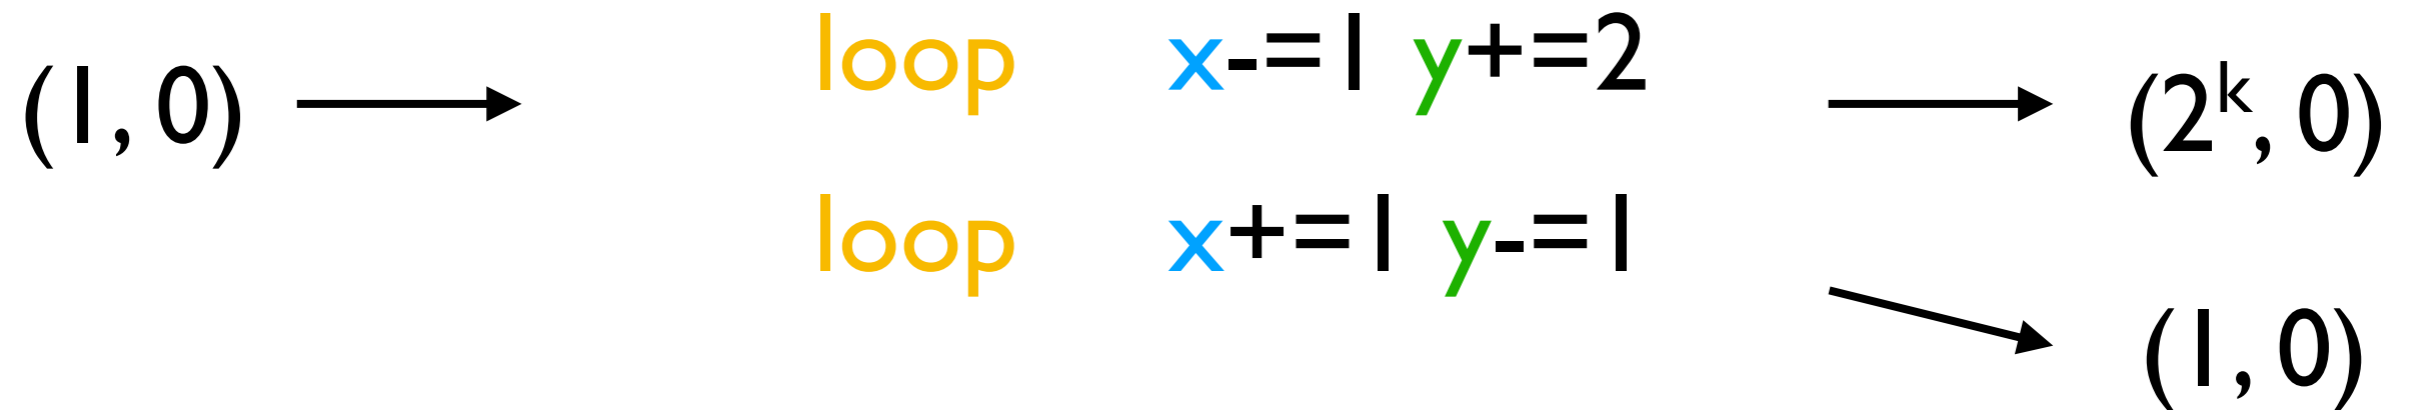 (1, 0) → loop x-=1 y+=2 → (2^k, 0)
loop x+=1 y-=1
(1, 0)